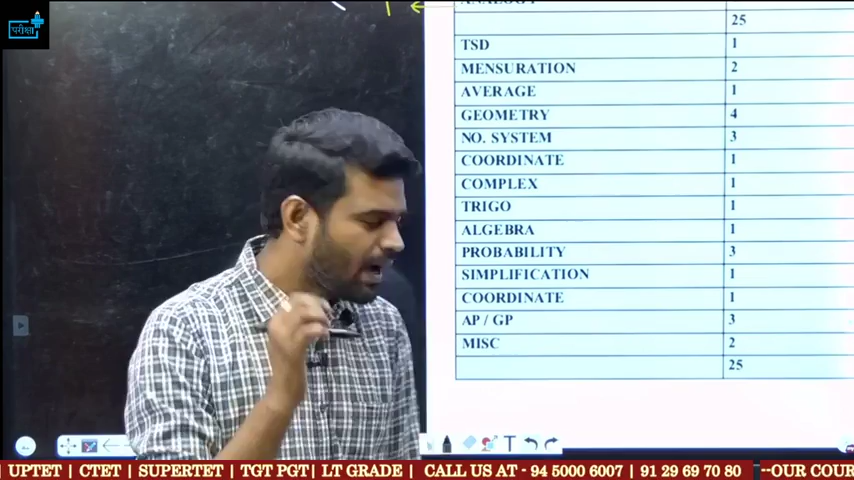 परीक्षा
25
TSD 1
MENSURATION 2
AVERAGE 1
GEOMETRY 4
NO. SYSTEM 3
COORDINATE 1
COMPLEX 1
TRIGO 1
ALGEBRA 1
PROBABILITY 3
SIMPLIFICATION 1
COORDINATE 1
AP / GP 3
MISC 2
25
T
| UPTET | CTET | SUPERTET | TGT PGT| LT GRADE | CALL US AT - 94 5000 6007 | 91 29 69 70 80 --OUR COUR